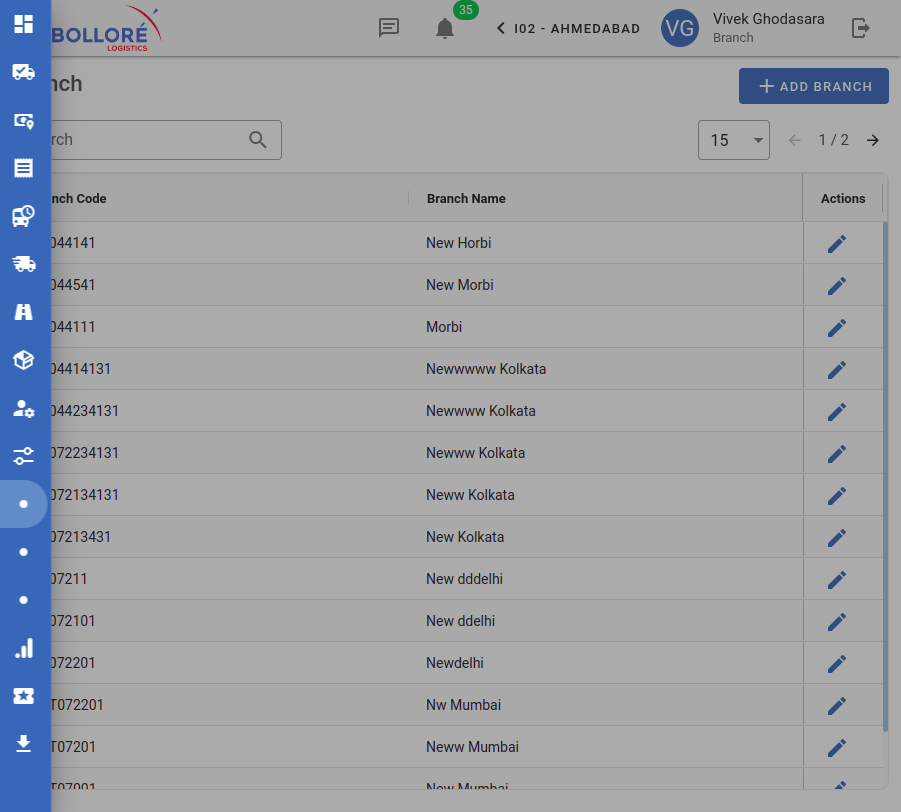 BOLLORÉ
LOGISTICS
35
I02 - AHMEDABAD
VG
Vivek Ghodasara
Branch
nch
ADD BRANCH
rch
15
1 / 2
nch Code Branch Name Actions
044141 New Horbi
044541 New Morbi
044111 Morbi
04414131 Newwwww Kolkata
044234131 Newwww Kolkata
072234131 Newww Kolkata
072134131 Neww Kolkata
07213431 New Kolkata
07211 New dddelhi
072101 New ddelhi
072201 Newdelhi
T072201 Nw Mumbai
T07201 Neww Mumbai
T07001 New Mumbai